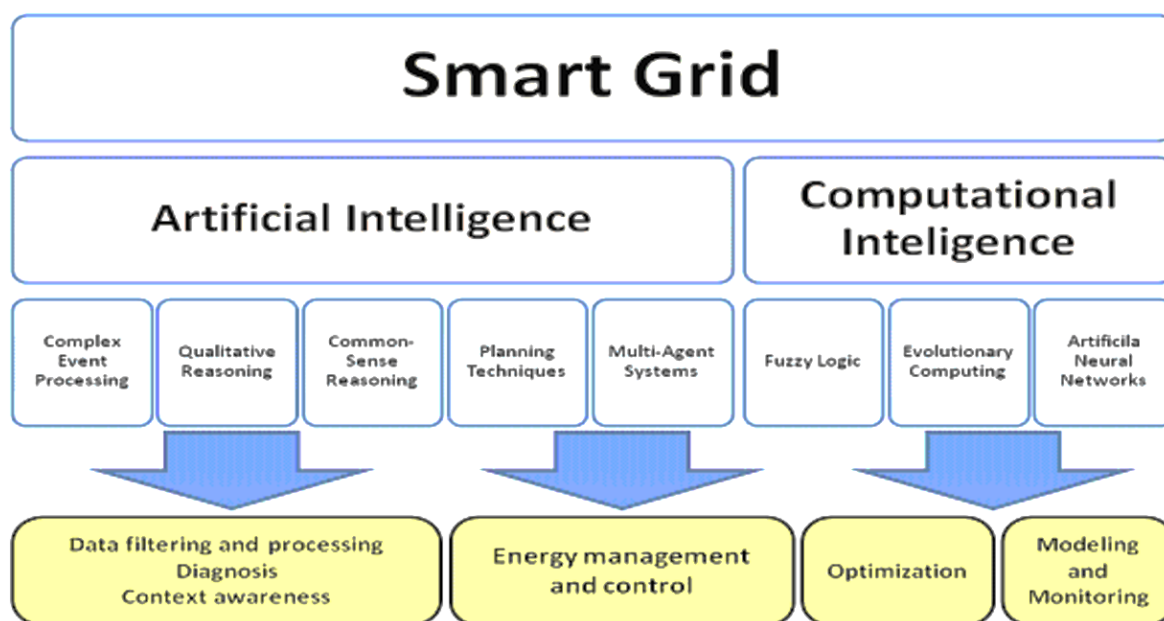 Smart Grid
Artificial Intelligence
Computational
Inteligence
Complex
Event
Processing
Qualitative
Reasoning
Common-
Sense
Reasoning
Planning
Techniques
Multi-Agent
Systems
Fuzzy Logic
Evolutionary
Computing
Artificila
Neural
Networks
Data filtering and processing
Diagnosis
Context awareness
Energy management
and control
Optimization
Modeling
and
Monitoring